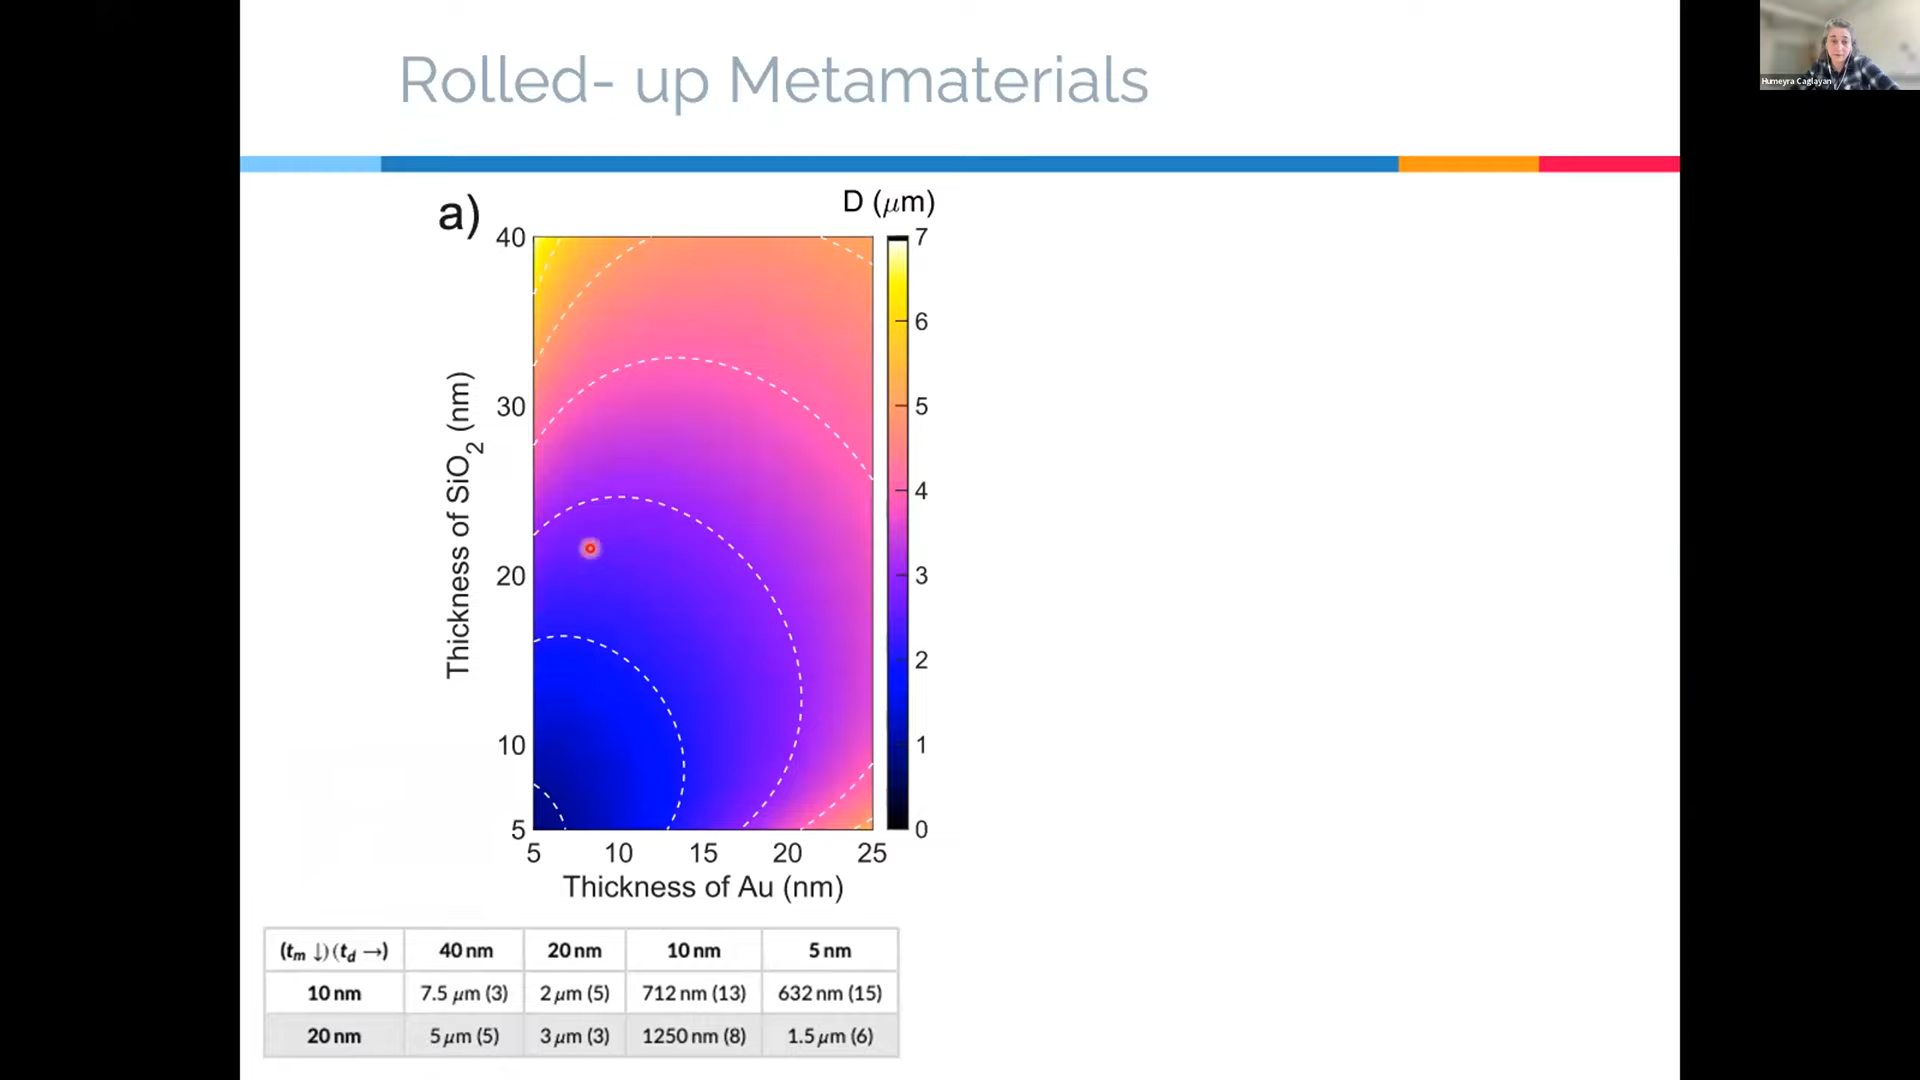 Rolled- up Metamaterials
Humeyra Caglayan
a)
D (μm)
40
30
20
10
5
Thickness of SiO2 (nm)
5 10 15 20 25
Thickness of Au (nm)
7
6
5
4
3
2
1
0
(tm ↓)(td →) 40 nm 20 nm 10 nm 5 nm
10 nm 7.5 μm (3) 2 μm (5) 712 nm (13) 632 nm (15)
20 nm 5 μm (5) 3 μm (3) 1250 nm (8) 1.5 μm (6)